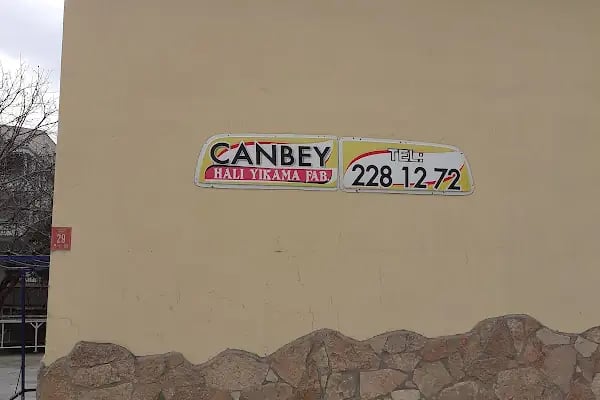 CANBEY
HALI YIKAMA FAB.
TEL:
228 12 72
29